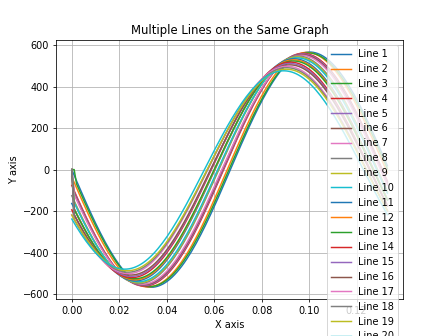 Multiple Lines on the Same Graph
Y axis
600
400
200
0
−200
−400
−600
0.00
0.02
0.04
0.06
0.08
0.10
X axis
Line 1
Line 2
Line 3
Line 4
Line 5
Line 6
Line 7
Line 8
Line 9
Line 10
Line 11
Line 12
Line 13
Line 14
Line 15
Line 16
Line 17
Line 18
Line 19
Line 20